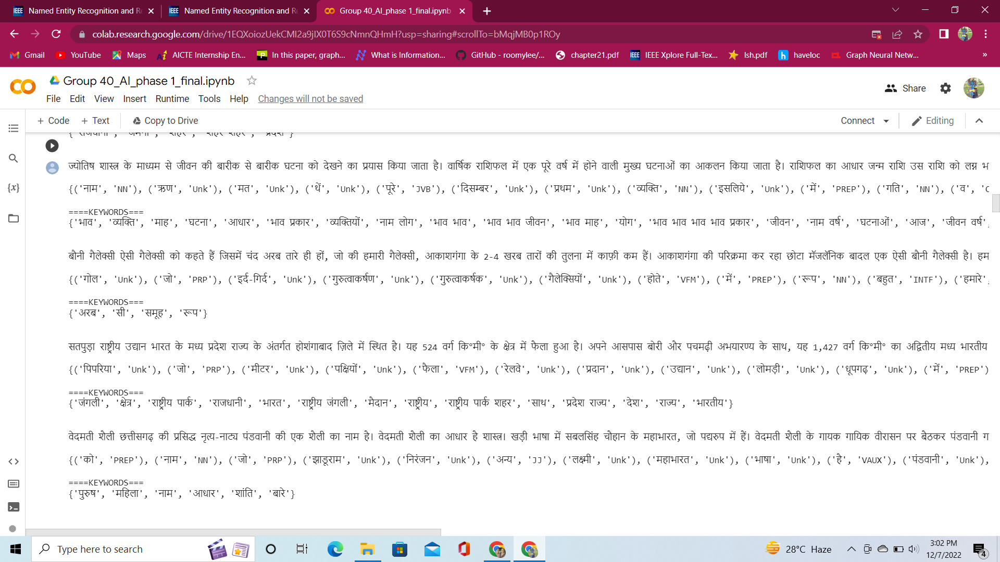 Named Entity Recognition and Re
Named Entity Recognition and Re
Group 40_AI_phase 1_final.ipynb
colab.research.google.com/drive/1EQXoiozUekCMI2a9jIX0T6S9cNmnQHmH?usp=sharing#scrollTo=bMqjMB0p1ROy
Gmail YouTube Maps AICTE Internship En... In this paper, graph... What is Information... GitHub - roomylee/... chapter21.pdf IEEE Xplore Full-Tex... lsh.pdf haveloc Graph Neural Netw... »
Group 40_AI_phase 1_final.ipynb
Share
File Edit View Insert Runtime Tools Help Changes will not be saved
+ Code + Text Copy to Drive Connect Editing
ज्योतिष शास्त्र के माध्यम से जीवन की बारीक से बारीक घटना को देखने का प्रयास किया जाता है। वार्षिक राशिफल में एक पूरे वर्ष में होने वाली मुख्य घटनाओं का आकलन किया जाता है। राशिफल का आधार जन्म राशि उस राशि को लग्न भ
{('नाम', 'NN'), ('ऋण', 'Unk'), ('मत', 'Unk'), ('थें', 'Unk'), ('पूरे', 'JVB'), ('दिसम्बर', 'Unk'), ('प्रथम', 'Unk'), ('व्यक्ति', 'NN'), ('इसलिये', 'Unk'), ('में', 'PREP'), ('गति', 'NN'), ('व', 'C
====KEYWORDS===
{'भाव', 'व्यक्ति', 'माह', 'घटना', 'आधार', 'भाव प्रकार', 'व्यक्तियों', 'नाम लोग', 'भाव भाव', 'भाव भाव जीवन', 'भाव माह', 'योग', 'भाव भाव भाव भाव प्रकार', 'जीवन', 'नाम वर्ष', 'घटनाओं', 'आज', 'जीवन वर्ष',
बौनी गैलेक्सी ऐसी गैलेक्सी को कहते हैं जिसमें चंद अरब तारे ही हों, जो की हमारी गैलेक्सी, आकाशगंगा के 2-4 खरब तारों की तुलना में काफ़ी कम हैं। आकाशगंगा की परिक्रमा कर रहा छोटा मॅजलॅनिक बादल एक ऐसी बौनी गैलेक्सी है। हम
{('गोल', 'Unk'), ('जो', 'PRP'), ('इर्द-गिर्द', 'Unk'), ('गुरुत्वाकर्षण', 'Unk'), ('गुरुत्वाकर्षक', 'Unk'), ('गैलेक्सियों', 'Unk'), ('होते', 'VFM'), ('में', 'PREP'), ('रूप', 'NN'), ('बहुत', 'INTF'), ('हमारे',
====KEYWORDS===
{'अरब', 'सी', 'समूह', 'रूप'}
सतपुड़ा राष्ट्रीय उद्यान भारत के मध्य प्रदेश राज्य के अंतर्गत होशंगाबाद ज़िले में स्थित है। यह 524 वर्ग कि॰मी॰ के क्षेत्र में फैला हुआ है। अपने आसपास बोरी और पचमढ़ी अभयारण्य के साथ, यह 1,427 वर्ग कि॰मी॰ का अद्वितीय मध्य भारतीय
{('पिपरिया', 'Unk'), ('जो', 'PRP'), ('मीटर', 'Unk'), ('पक्षियों', 'Unk'), ('फैला', 'VFM'), ('रेलवे', 'Unk'), ('प्रदान', 'Unk'), ('उद्यान', 'Unk'), ('लोमड़ी', 'Unk'), ('धूपगढ़', 'Unk'), ('में', 'PREP')
====KEYWORDS===
{'जंगली', 'क्षेत्र', 'राष्ट्रीय पार्क', 'राजधानी', 'भारत', 'राष्ट्रीय जंगली', 'मैदान', 'राष्ट्रीय', 'राष्ट्रीय पार्क शहर', 'साथ', 'प्रदेश राज्य', 'देश', 'राज्य', 'भारतीय'}
वेदमती शैली छत्तीसगढ़ की प्रसिद्ध नृत्य-नाट्य पंडवानी की एक शैली का नाम है। वेदमती शैली का आधार है शास्त्र। खड़ी भाषा में सबलसिंह चौहान के महाभारत, जो पद्यरुप में हैं। वेदमती शैली के गायक गायिक वीरासन पर बैठकर पंडवानी ग
{('को', 'PREP'), ('नाम', 'NN'), ('जो', 'PRP'), ('झाडूराम', 'Unk'), ('निरंजन', 'Unk'), ('अन्य', 'JJ'), ('लक्ष्मी', 'Unk'), ('महाभारत', 'Unk'), ('भाषा', 'Unk'), ('है', 'VAUX'), ('पंडवानी', 'Unk'),
====KEYWORDS===
{'पुरुष', 'महिला', 'नाम', 'आधार', 'शांति', 'बारे'}
Type here to search
28°C Haze
3:02 PM
12/7/2022
4